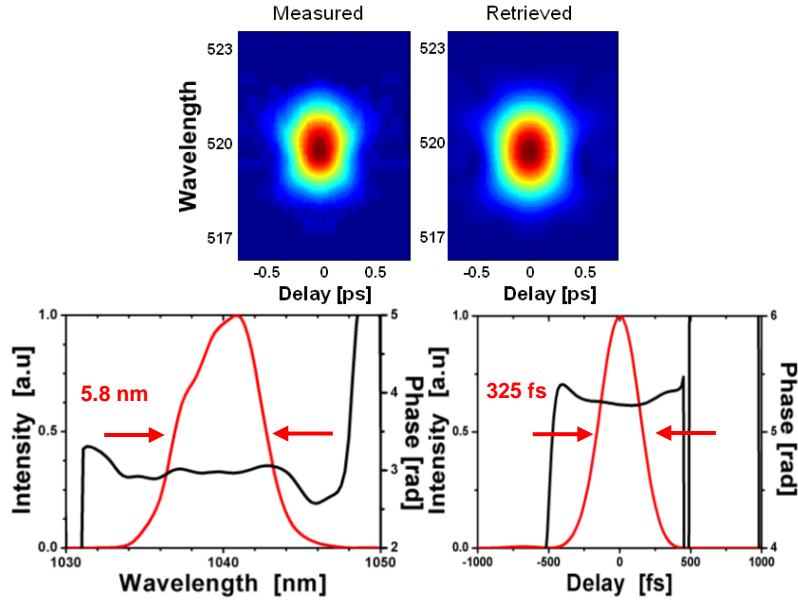 Measured
Retrieved
Wavelength
523
520
517
-0.5 0 0.5
Delay [ps]
523
520
517
-0.5 0 0.5
Delay [ps]
Intensity [a.u]
1.0
0.5
0.0
5.8 nm
5
4
3
2
Phase [rad]
1030 1040 1050
Wavelength [nm]
Intensity [a.u]
1.0
0.5
0.0
325 fs
6
5
4
Phase [rad]
-1000 -500 0 500 1000
Delay [fs]